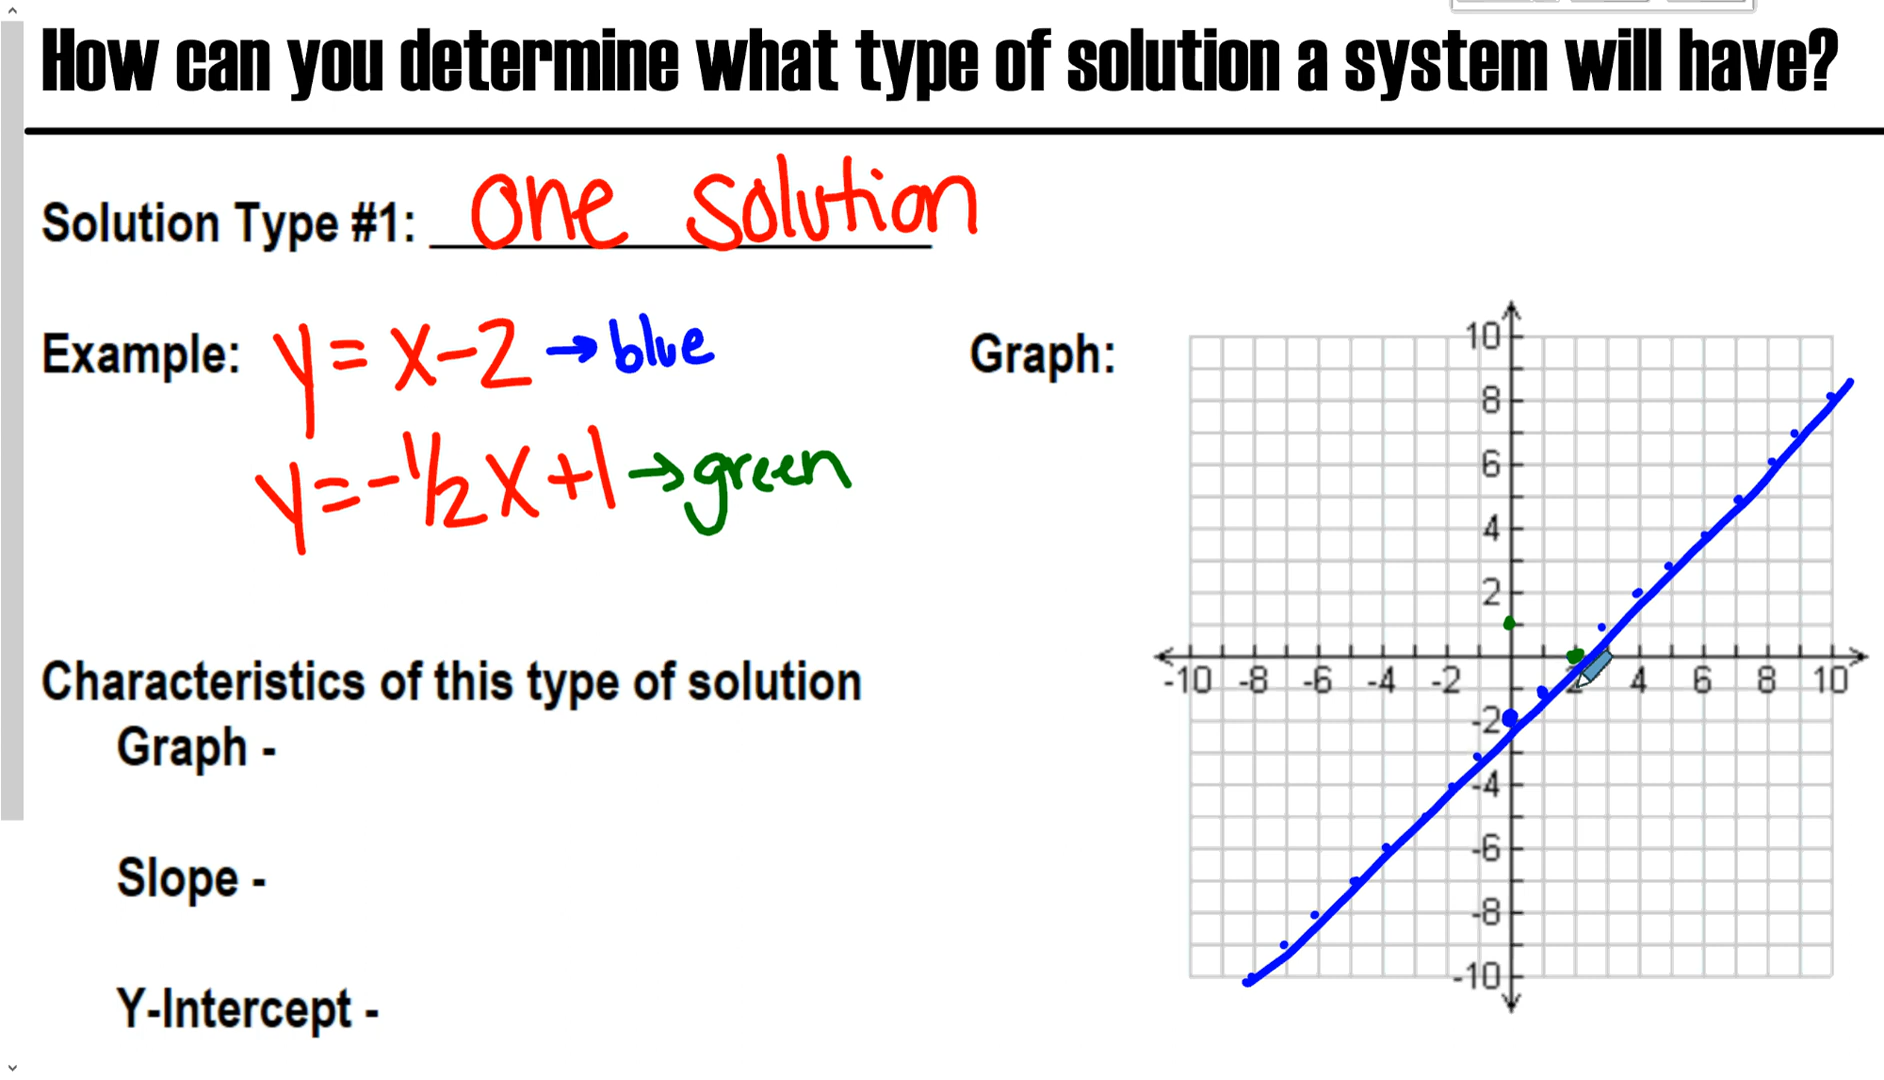 How can you determine what type of solution a system will have?
Solution Type #1: one solution
Example: y = x-2 → blue
Graph:
y = -1/2 x +1 → green
10
8
6
4
2
-10 -8 -6 -4 -2 2 4 6 8 10
-2
-4
-6
-8
-10
Characteristics of this type of solution
Graph -
Slope -
Y-Intercept -